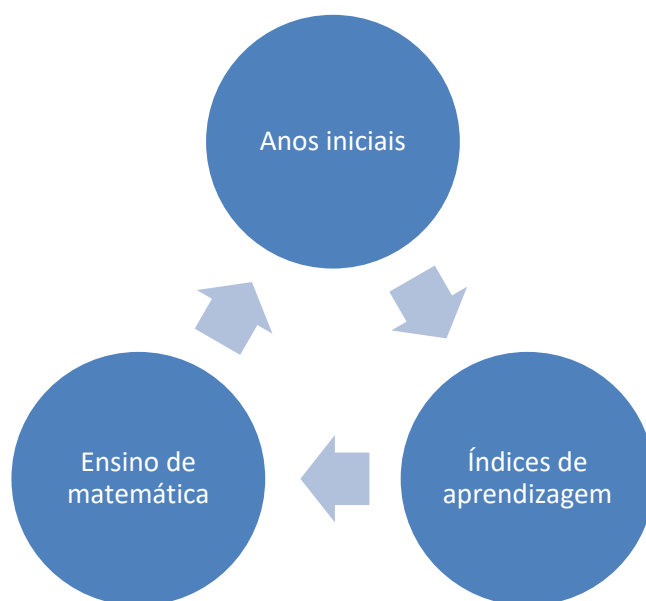 Anos iniciais
Índices de
aprendizagem
Ensino de
matemática